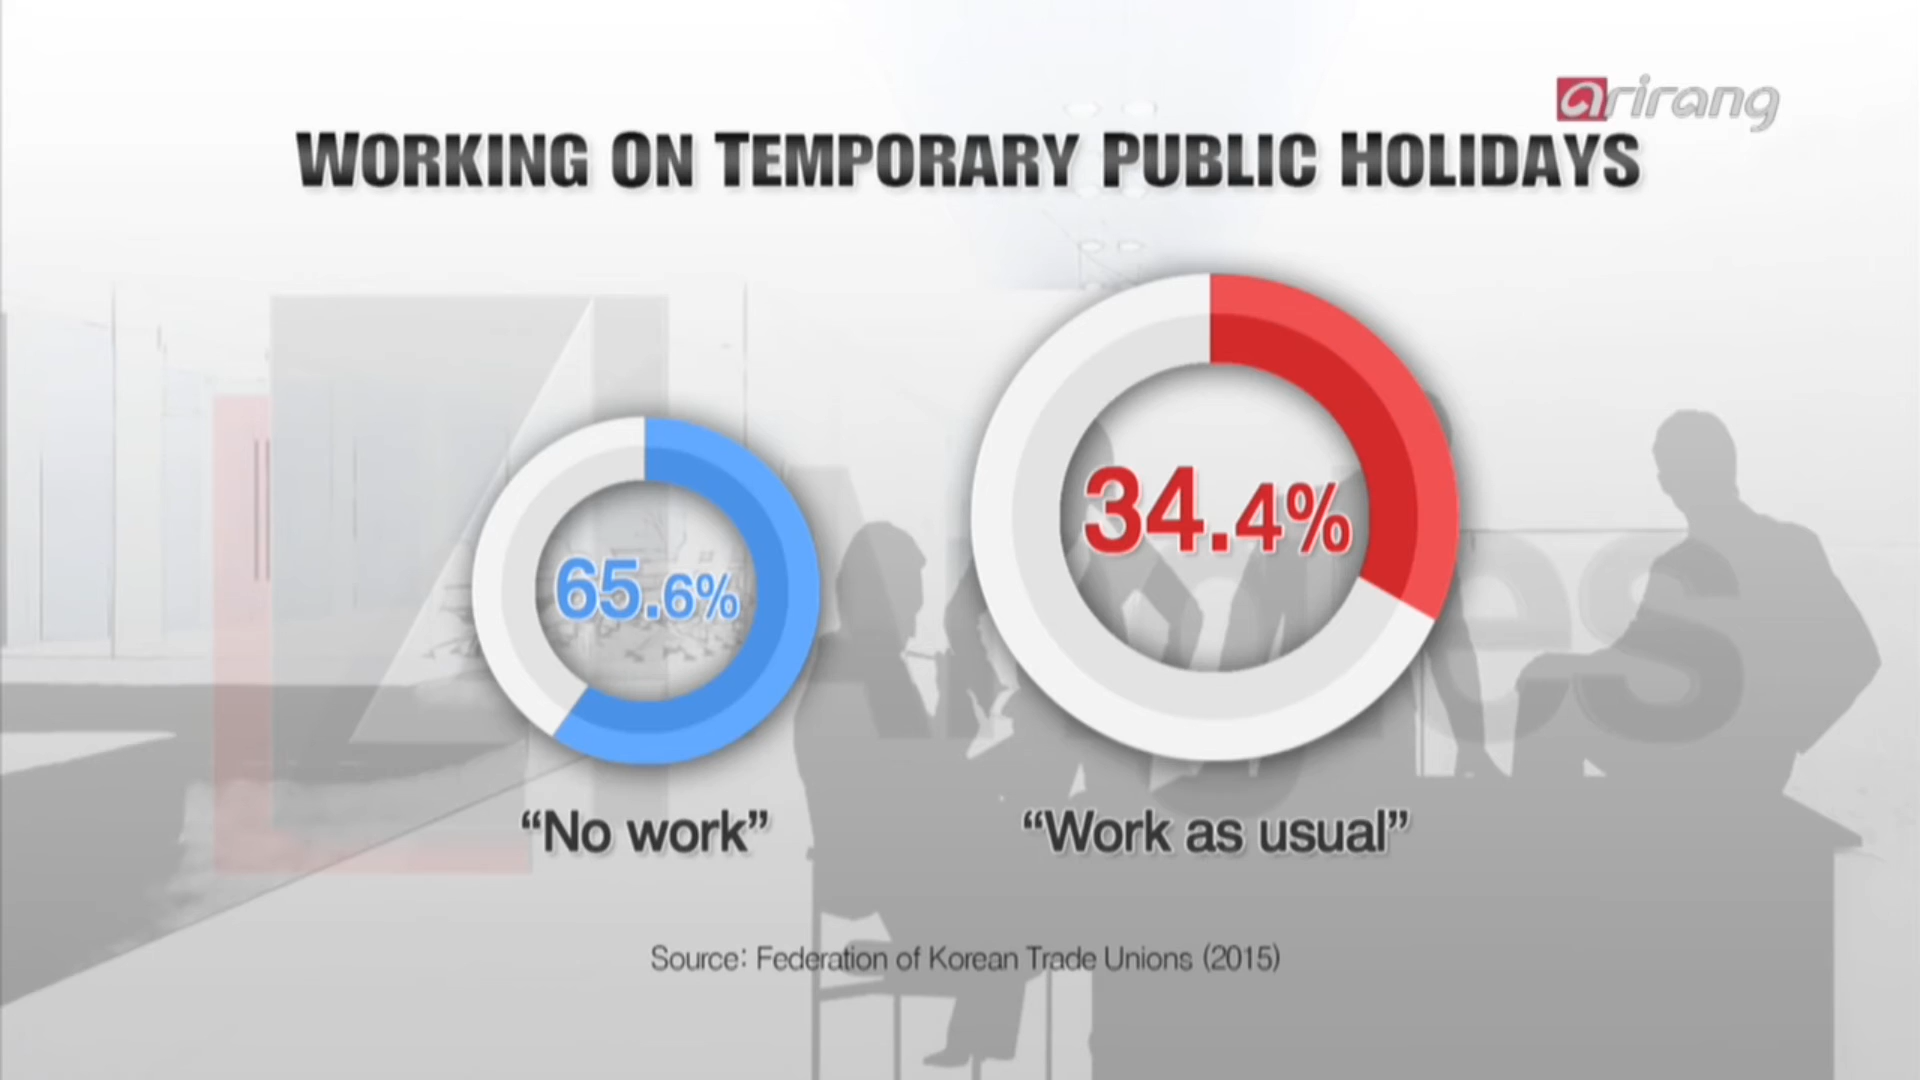 arirang
WORKING ON TEMPORARY PUBLIC HOLIDAYS
65.6%
34.4%
“No work”
“Work as usual”
Source: Federation of Korean Trade Unions (2015)